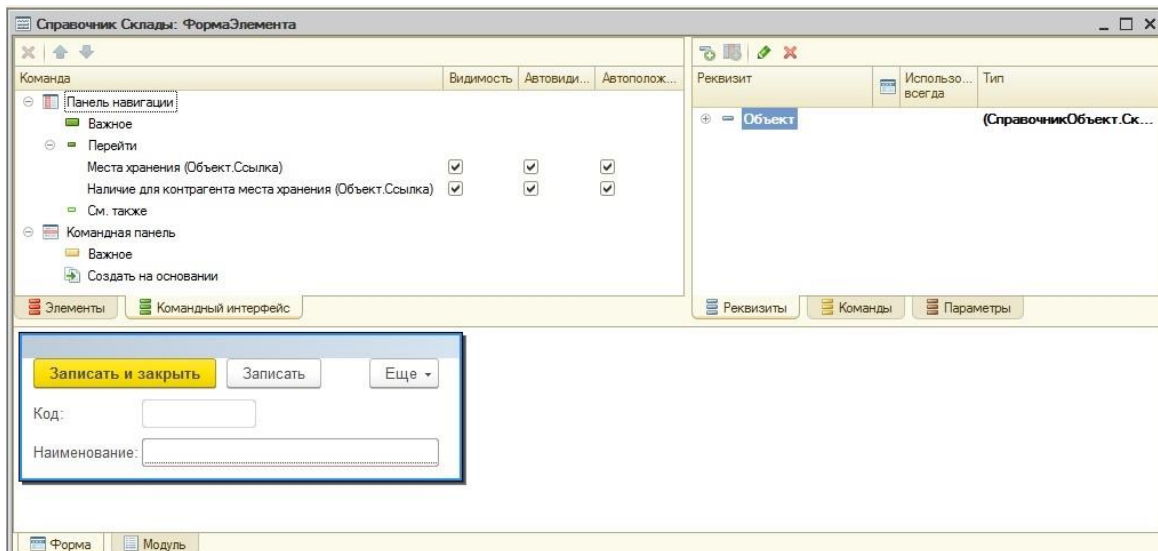 Справочник Склады: ФормаЭлемента
Команда Видимость Автовиди... Автополож...
Панель навигации
Важное
Перейти
Места хранения (Объект.Ссылка)
Наличие для контрагента места хранения (Объект.Ссылка)
См. также
Командная панель
Важное
Создать на основании
Элементы Командный интерфейс
Реквизит Использо... всегда Тип
Объект (СправочникОбъект.Ск...
Реквизиты Команды Параметры
Записать и закрыть Записать Еще
Код:
Наименование:
Форма Модуль